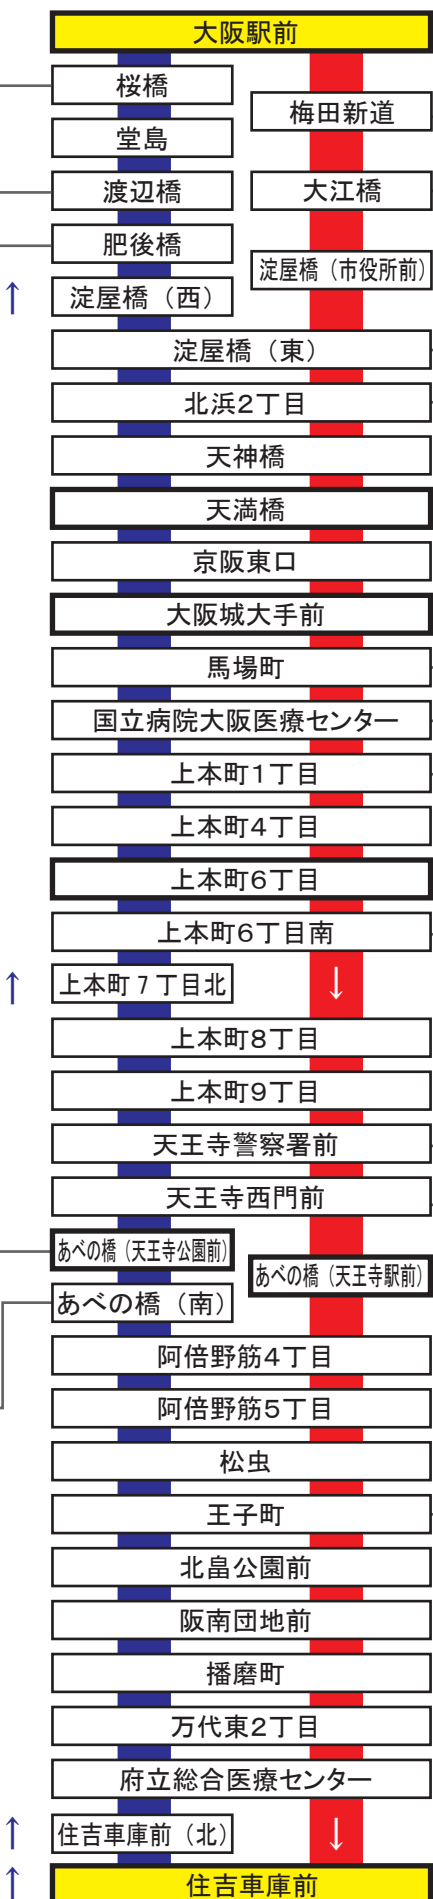 大阪駅前
桜橋
梅田新道
堂島
渡辺橋
大江橋
肥後橋
淀屋橋（市役所前）
↑
淀屋橋（西）
淀屋橋（東）
北浜2丁目
天神橋
天満橋
京阪東口
大阪城大手前
馬場町
国立病院大阪医療センター
上本町1丁目
上本町4丁目
上本町6丁目
上本町6丁目南
↑
上本町7丁目北
↓
上本町8丁目
上本町9丁目
天王寺警察署前
天王寺西門前
あべの橋（天王寺公園前）
あべの橋（天王寺駅前）
あべの橋（南）
阿倍野筋4丁目
阿倍野筋5丁目
松虫
王子町
北畠公園前
阪南団地前
播磨町
万代東2丁目
府立総合医療センター
↑
住吉車庫前（北）
↓
↑
住吉車庫前